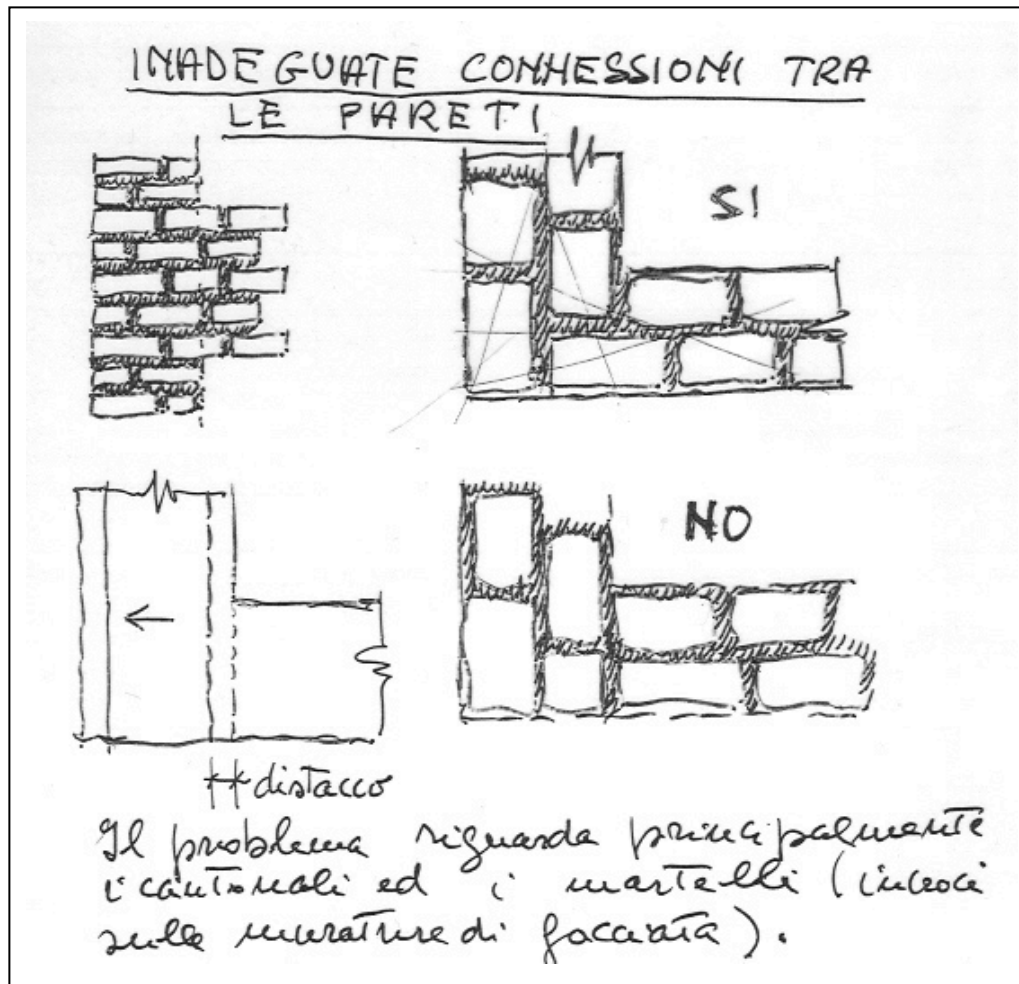 INADEGUATE CONNESSIONI TRA
LE PARETI
SI
NO
distacco
Il problema riguarda principalmente
i cantonali ed i martelli (incroci
sulle murature di facciata).